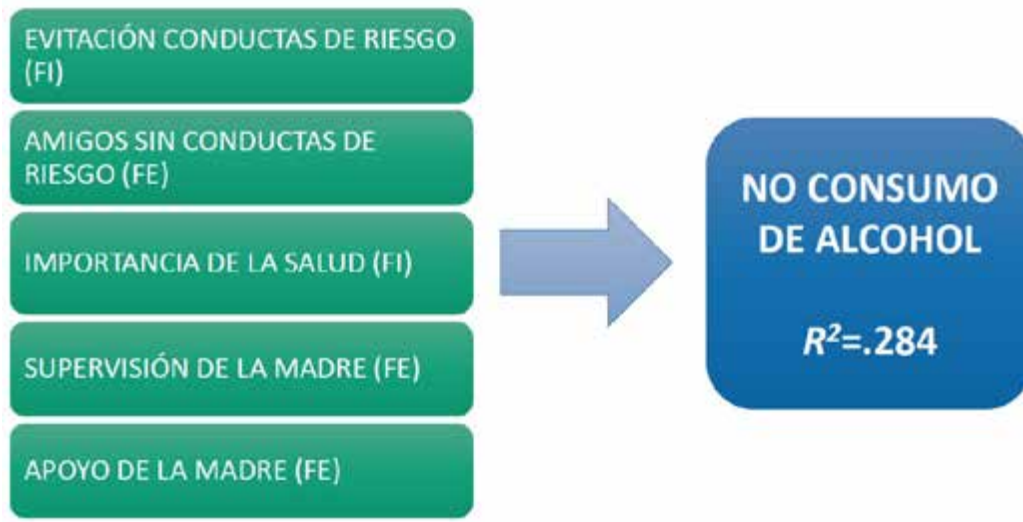 EVITACIÓN CONDUCTAS DE RIESGO
(FI)
AMIGOS SIN CONDUCTAS DE
RIESGO (FE)
IMPORTANCIA DE LA SALUD (FI)
SUPERVISIÓN DE LA MADRE (FE)
APOYO DE LA MADRE (FE)
NO CONSUMO
DE ALCOHOL
R²=.284